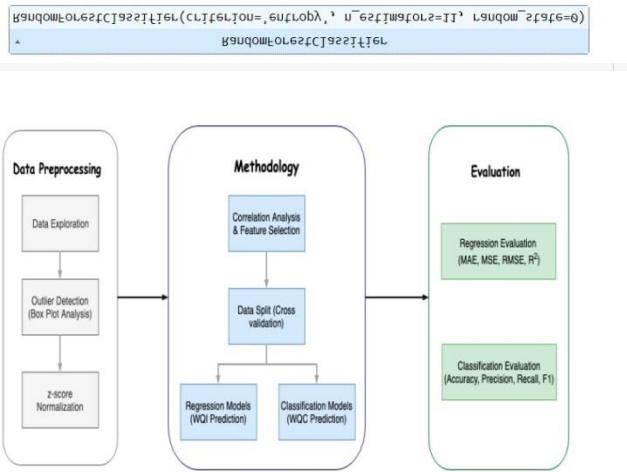 RandomForestClassifier(criterion='entropy', n_estimators=11, random_state=0)
RandomForestClassifier
Data Preprocessing
Data Exploration
Outlier Detection
(Box Plot Analysis)
z-score
Normalization
Methodology
Correlation Analysis
& Feature Selection
Data Split (Cross
validation)
Regression Models
(WQI Prediction)
Classification Models
(WQC Prediction)
Evaluation
Regression Evaluation
(MAE, MSE, RMSE, R²)
Classification Evaluation
(Accuracy, Precision, Recall, F1)